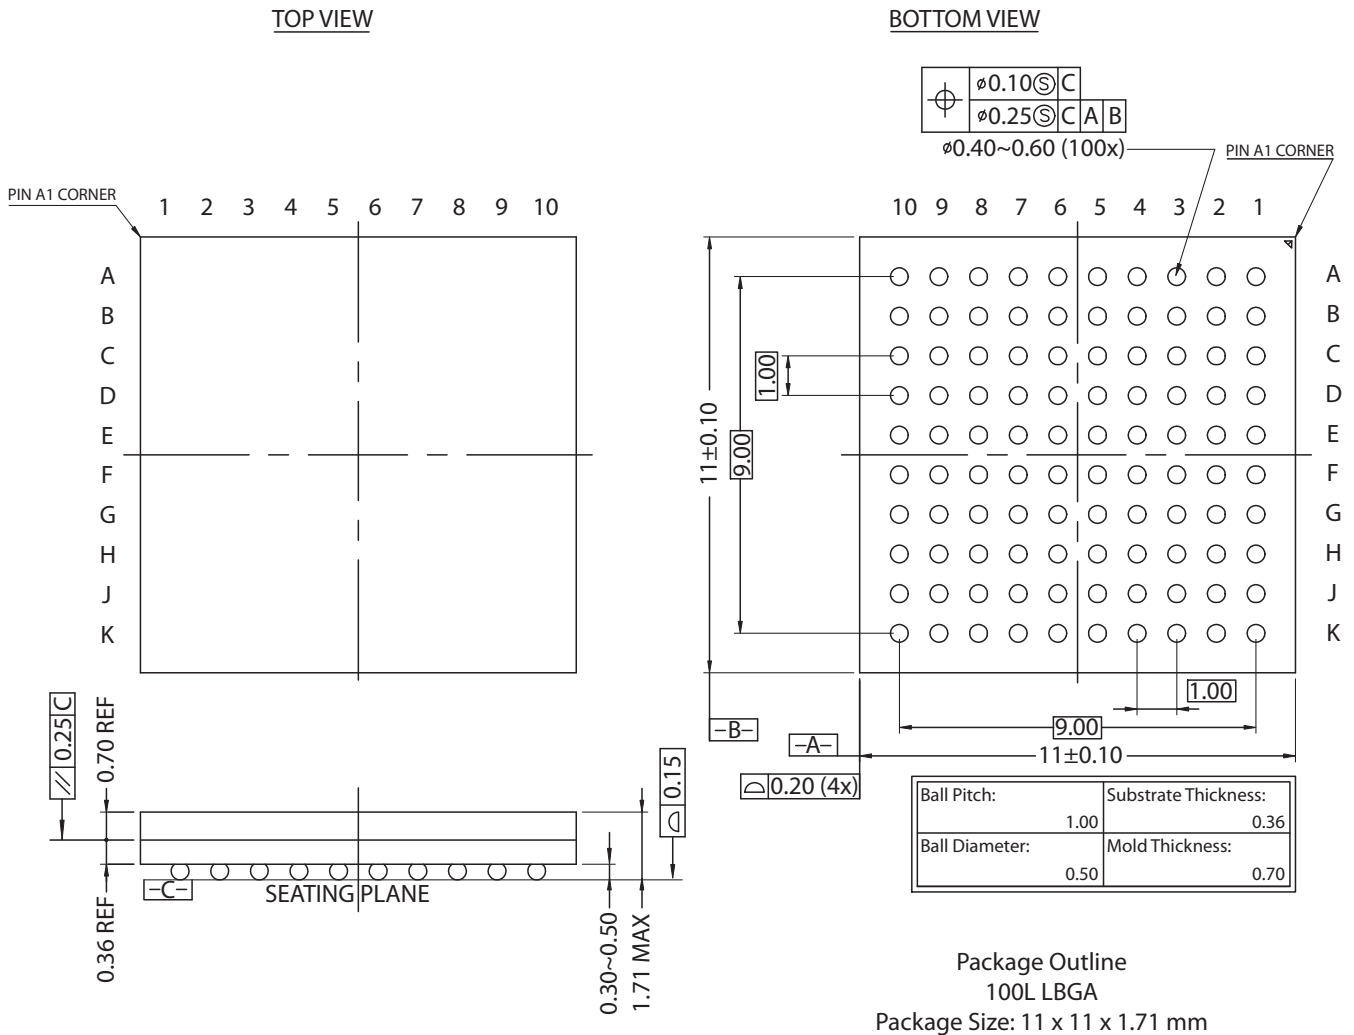 TOP VIEW
BOTTOM VIEW
⌀0.10Ⓢ C
⌀0.25Ⓢ C A B
⌀0.40~0.60 (100x)
PIN A1 CORNER
PIN A1 CORNER
1 2 3 4 5 6 7 8 9 10
10 9 8 7 6 5 4 3 2 1
A
B
C
D
E
F
G
H
J
K
A
B
C
D
E
F
G
H
J
K
1.00
9.00
11±0.10
1.00
9.00
11±0.10
–B–
–A–
0.20 (4x)
// 0.25 C
0.70 REF
0.36 REF
0.15
–C–
SEATING PLANE
0.30~0.50
1.71 MAX
Ball Pitch:
1.00
Substrate Thickness:
0.36
Ball Diameter:
0.50
Mold Thickness:
0.70
Package Outline
100L LBGA
Package Size: 11 x 11 x 1.71 mm